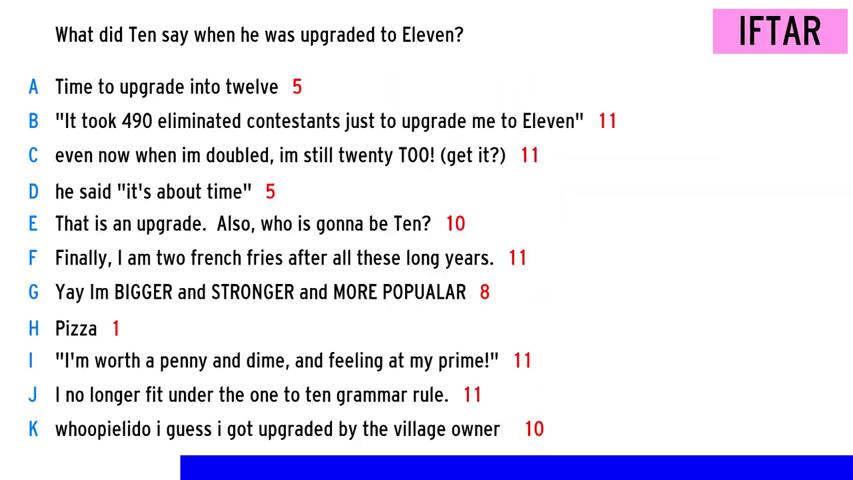 What did Ten say when he was upgraded to Eleven?
IFTAR
A Time to upgrade into twelve 5
B "It took 490 eliminated contestants just to upgrade me to Eleven" 11
C even now when im doubled, im still twenty TOO! (get it?) 11
D he said "it's about time" 5
E That is an upgrade. Also, who is gonna be Ten? 10
F Finally, I am two french fries after all these long years. 11
G Yay Im BIGGER and STRONGER and MORE POPUALAR 8
H Pizza 1
I "I'm worth a penny and dime, and feeling at my prime!" 11
J I no longer fit under the one to ten grammar rule. 11
K whoopielido i guess i got upgraded by the village owner 10